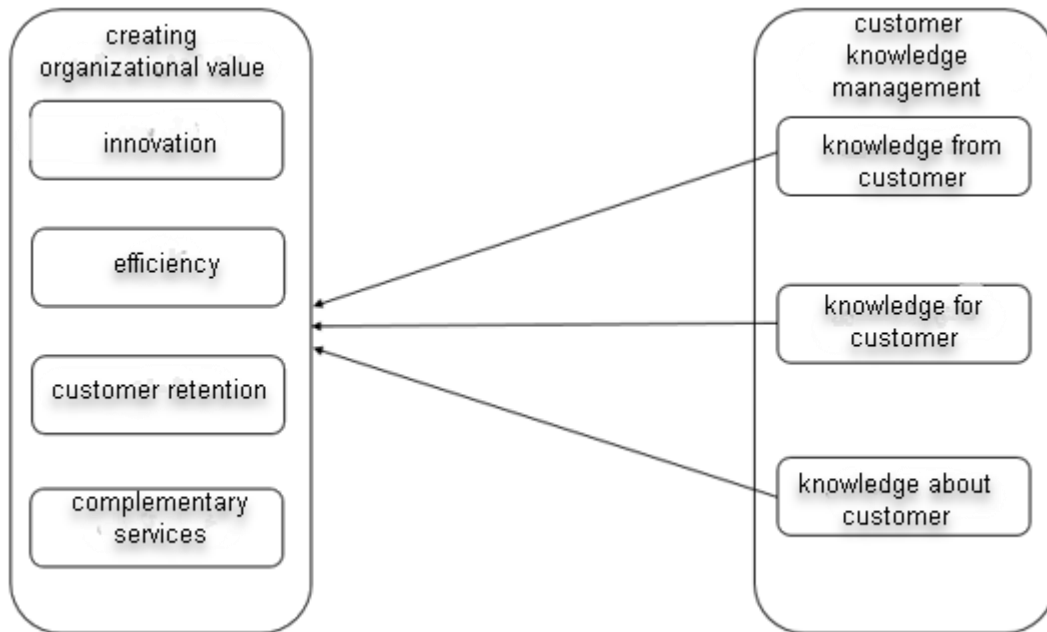 creating
organizational value
innovation
efficiency
customer retention
complementary
services
customer
knowledge
management
knowledge from
customer
knowledge for
customer
knowledge about
customer